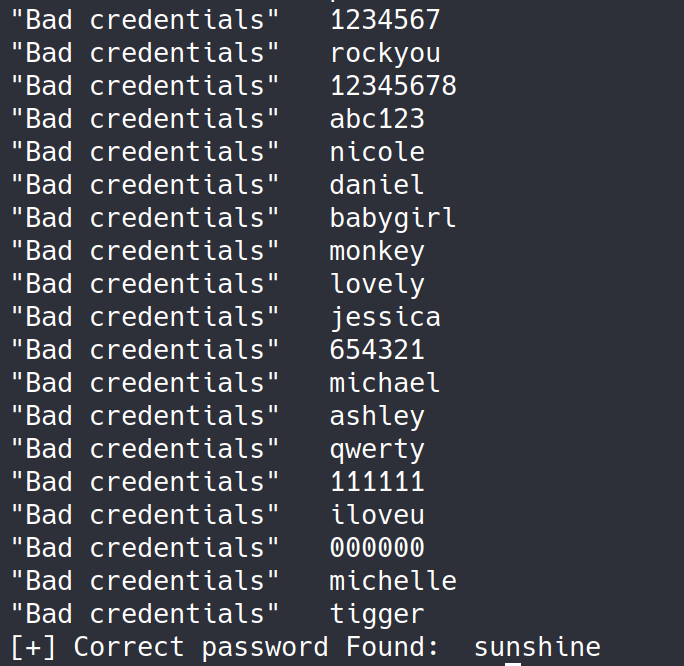 "Bad credentials" 1234567
"Bad credentials" rockyou
"Bad credentials" 12345678
"Bad credentials" abc123
"Bad credentials" nicole
"Bad credentials" daniel
"Bad credentials" babygirl
"Bad credentials" monkey
"Bad credentials" lovely
"Bad credentials" jessica
"Bad credentials" 654321
"Bad credentials" michael
"Bad credentials" ashley
"Bad credentials" qwerty
"Bad credentials" 111111
"Bad credentials" iloveu
"Bad credentials" 000000
"Bad credentials" michelle
"Bad credentials" tigger
[+] Correct password Found: sunshine